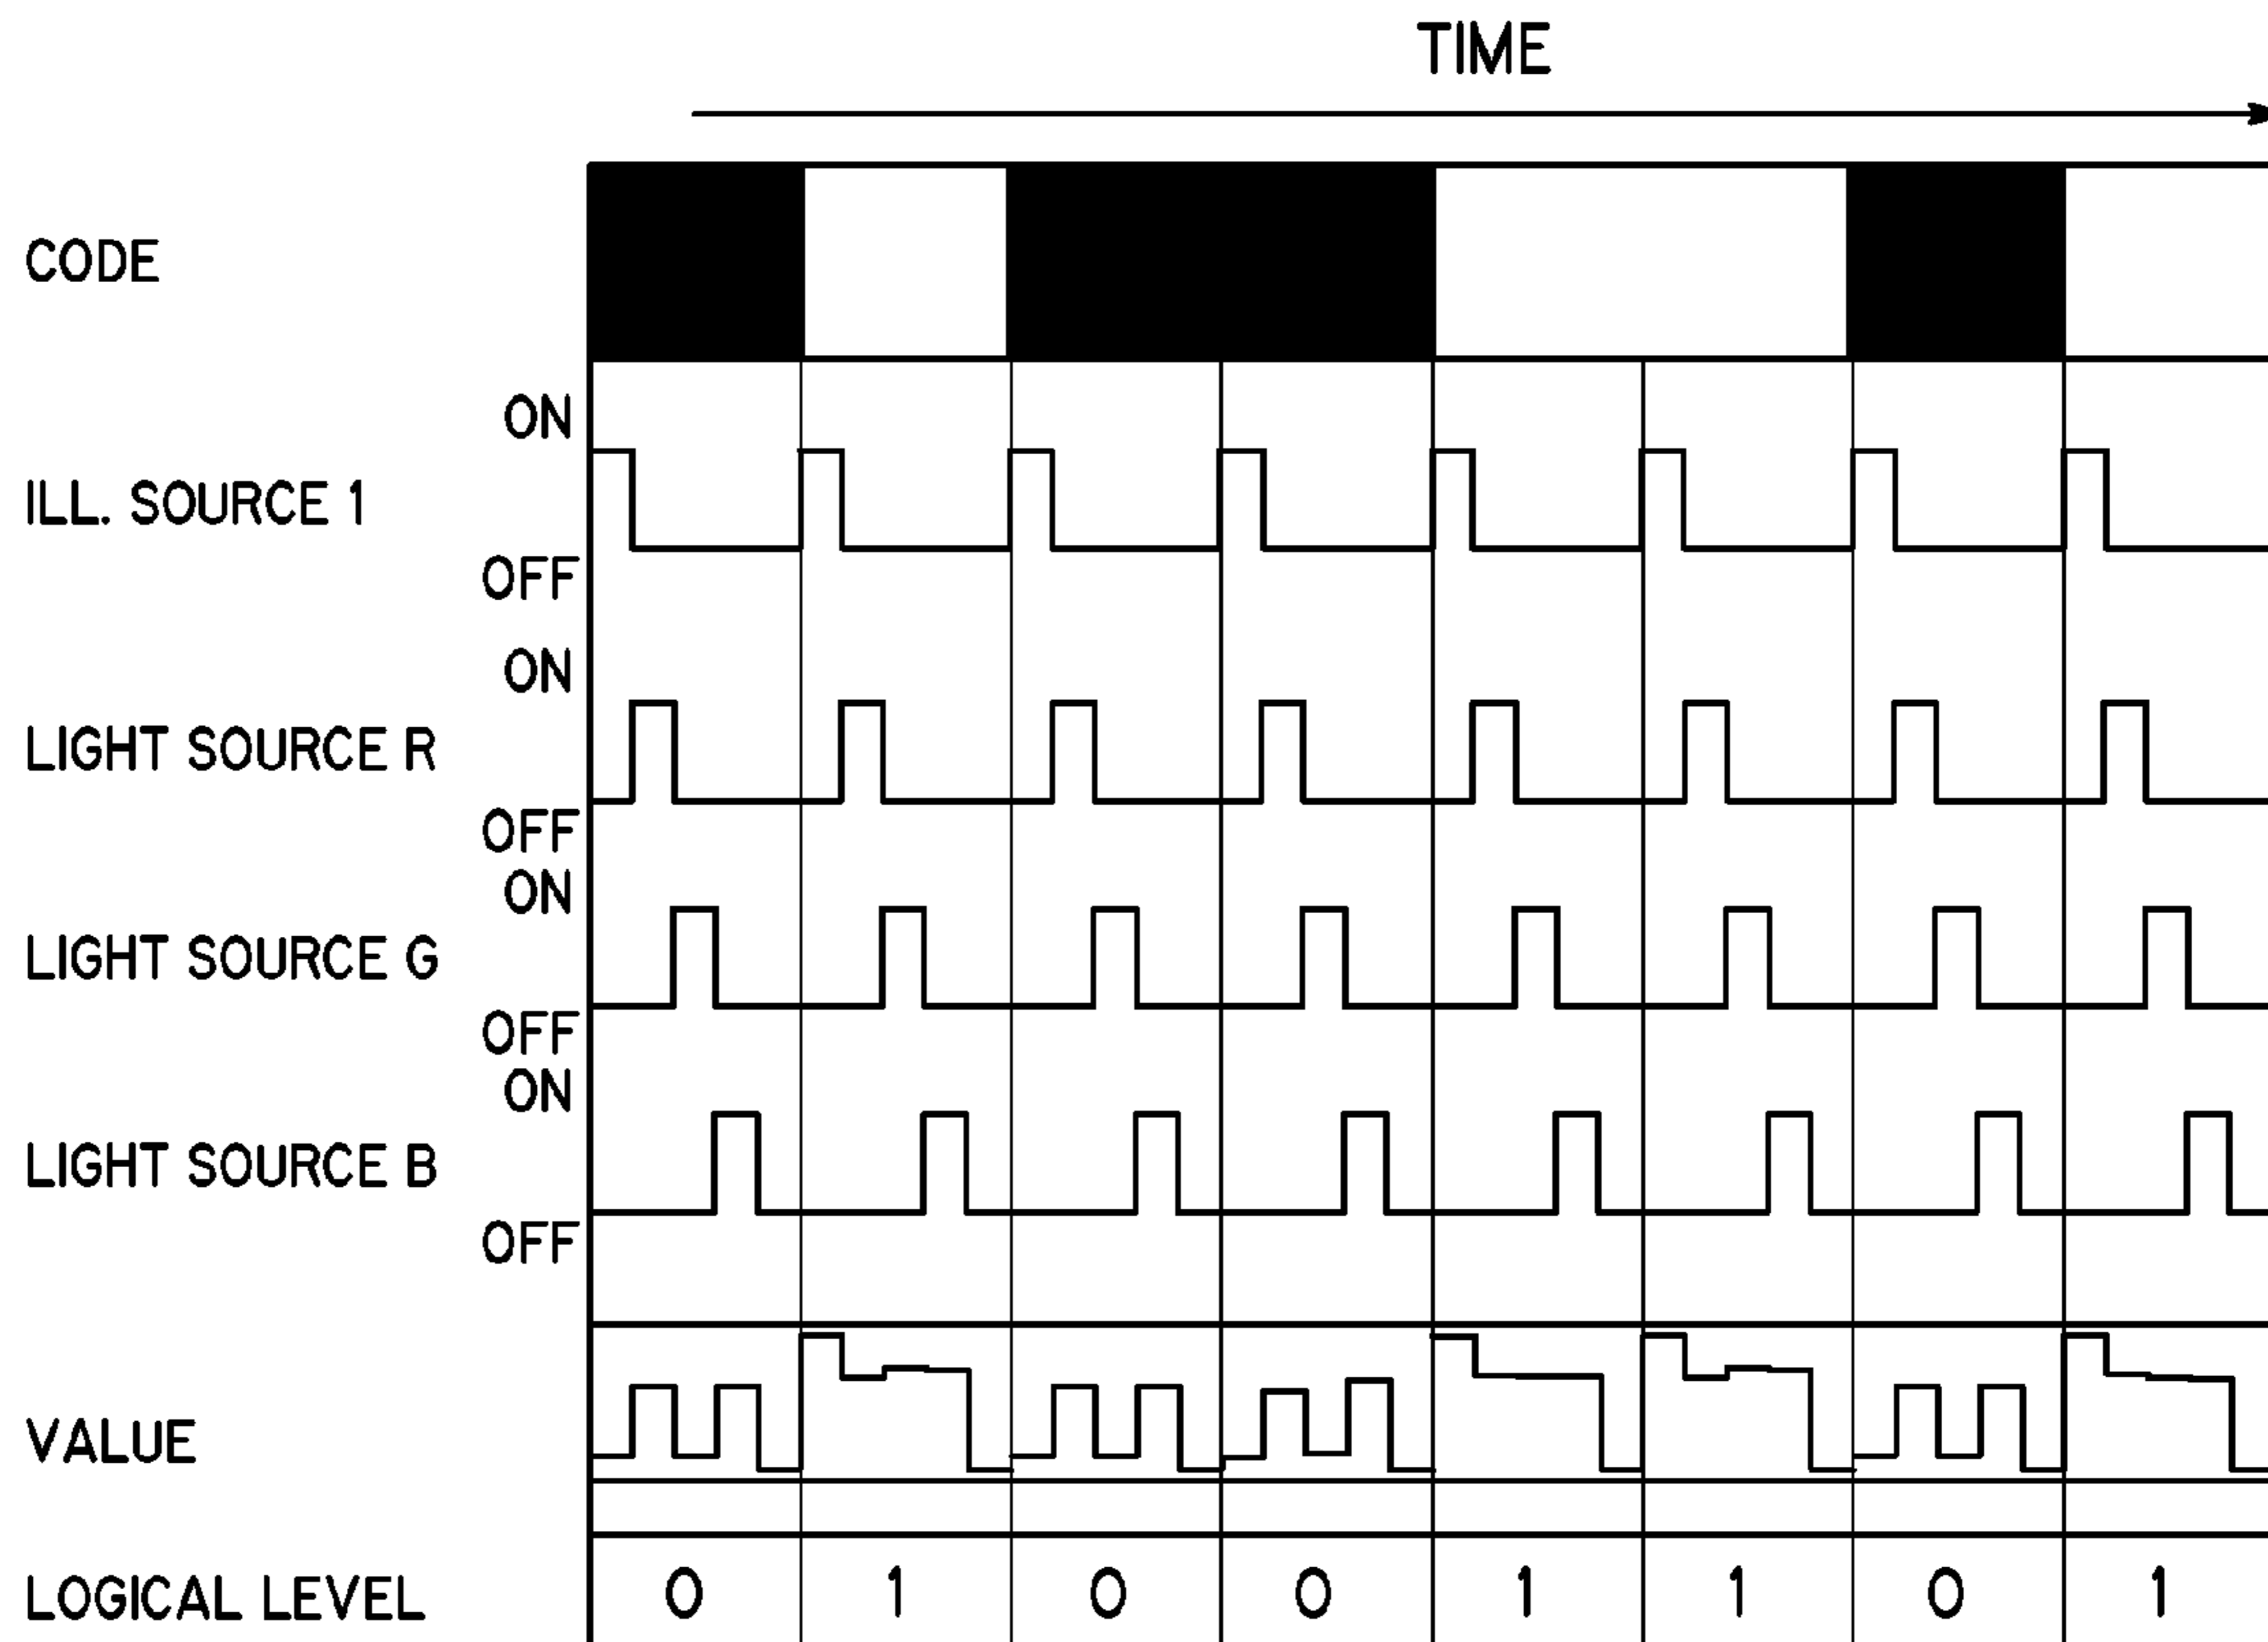 TIME
CODE
ON
ILL. SOURCE 1
OFF
ON
LIGHT SOURCE R
OFF
ON
LIGHT SOURCE G
OFF
ON
LIGHT SOURCE B
OFF
VALUE
LOGICAL LEVEL 0 1 0 0 1 1 0 1